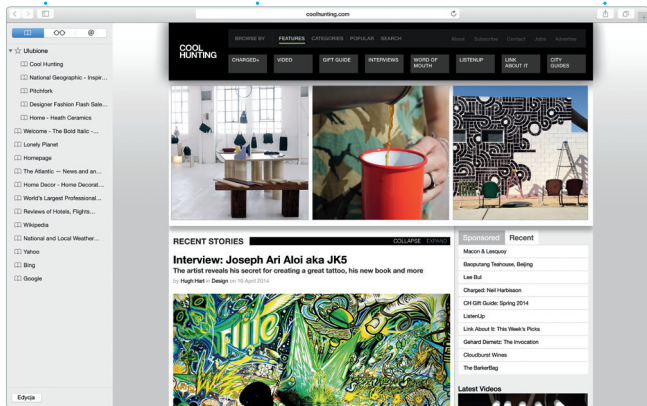 coolhunting.com
@
Ulubione
Cool Hunting
National Geographic - Inspir...
Pitchfork
Designer Fashion Flash Sale...
Home - Heath Ceramics
Welcome - The Bold Italic -...
Lonely Planet
Homepage
The Atlantic — News and an...
Home Decor - Home Decorat...
World's Largest Professional...
Reviews of Hotels, Flights...
Wikipedia
National and Local Weather...
Yahoo
Bing
Google
Edycja
COOL
HUNTING
BROWSE BY FEATURES CATEGORIES POPULAR SEARCH
About Subscribe Contact Jobs Advertise
CHARGED+ VIDEO GIFT GUIDE INTERVIEWS WORD OF MOUTH LISTENUP LINK ABOUT IT CITY GUIDES
RECENT STORIES COLLAPSE EXPAND
Interview: Joseph Ari Aloi aka JK5
The artist reveals his secret for creating a great tattoo, his new book and more
by Hugh Hart in Design on 16 April 2014
Sponsored Recent
Macon & Lesquoy
Baoputang Teahouse, Beijing
Lee Bul
Charged: Neil Harbisson
CH Gift Guide: Spring 2014
ListenUp
Link About It: This Week's Picks
Gehard Demetz: The Invocation
Cloudburst Wines
The BarkerBag
Latest Videos